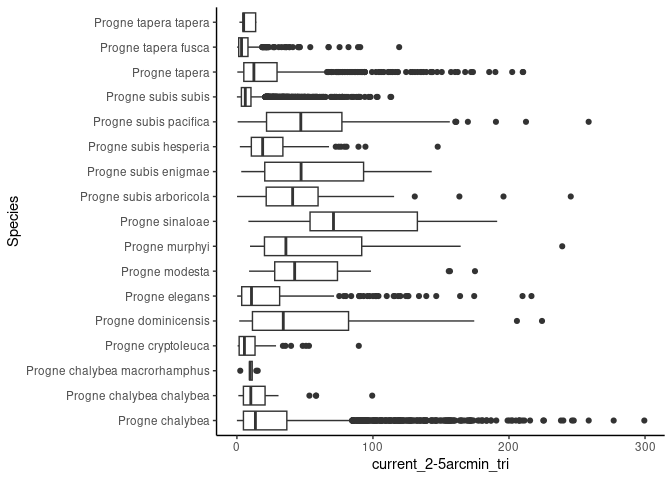 Species
Progne tapera tapera
Progne tapera fusca
Progne tapera
Progne subis subis
Progne subis pacifica
Progne subis hesperia
Progne subis enigmae
Progne subis arboricola
Progne sinaloae
Progne murphyi
Progne modesta
Progne elegans
Progne dominicensis
Progne cryptoleuca
Progne chalybea macrorhamphus
Progne chalybea chalybea
Progne chalybea
0 100 200 300
current_2-5arcmin_tri